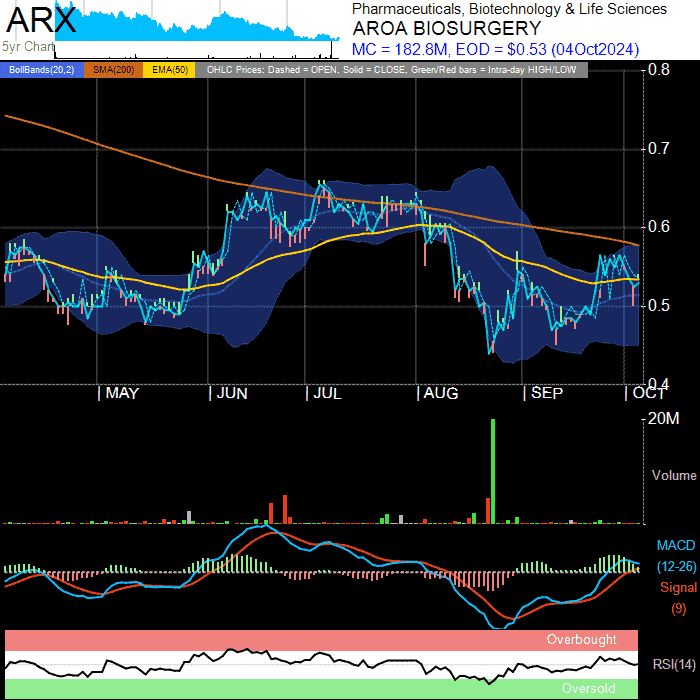 ARX
5yr Chart
Pharmaceuticals, Biotechnology & Life Sciences
AROA BIOSURGERY
MC = 182.8M, EOD = $0.53 (04Oct2024)
BollBands(20,2) SMA(200) EMA(50) OHLC Prices: Dashed = OPEN, Solid = CLOSE, Green/Red bars = Intra-day HIGH/LOW
0.8
0.7
0.6
0.5
0.4
MAY JUN JUL AUG SEP OCT
20M
Volume
MACD
(12-26)
Signal
(9)
Overbought
RSI(14)
Oversold